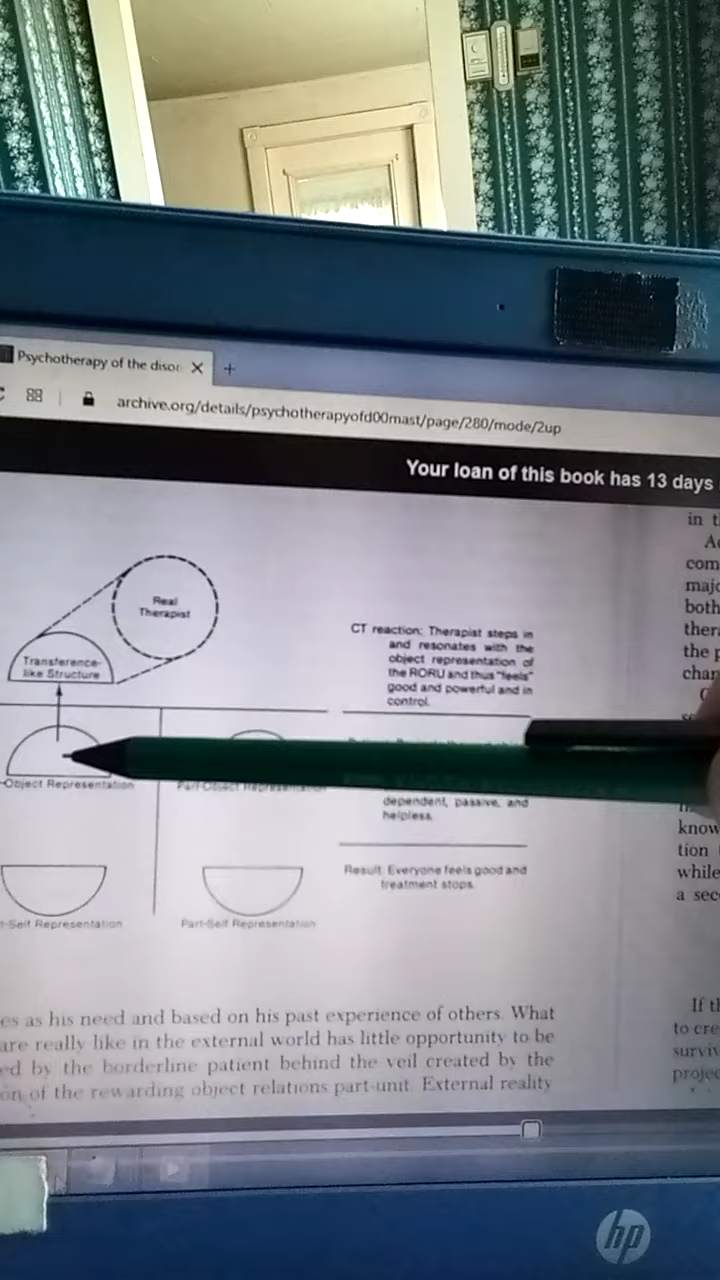 Psychotherapy of the disor
archive.org/details/psychotherapyofd00mast/page/280/mode/2up
Your loan of this book has 13 days
Real
Therapist
Transference-
like Structure
CT reaction: Therapist steps in
and resonates with the
object representation of
the RORU and thus "feels"
good and powerful and in
control.
-Object Representation
Part-Object Representation
dependent, passive, and
helpless.
Result: Everyone feels good and
treatment stops.
-Self Representation
Part-Self Representation
es as his need and based on his past experience of others. What
are really like in the external world has little opportunity to be
ed by the borderline patient behind the veil created by the
on of the rewarding object relations part-unit. External reality
in t
A
com
majo
both
thera
the p
char
know
tion
while
a sec
If th
to cre
surviv
projec
hp